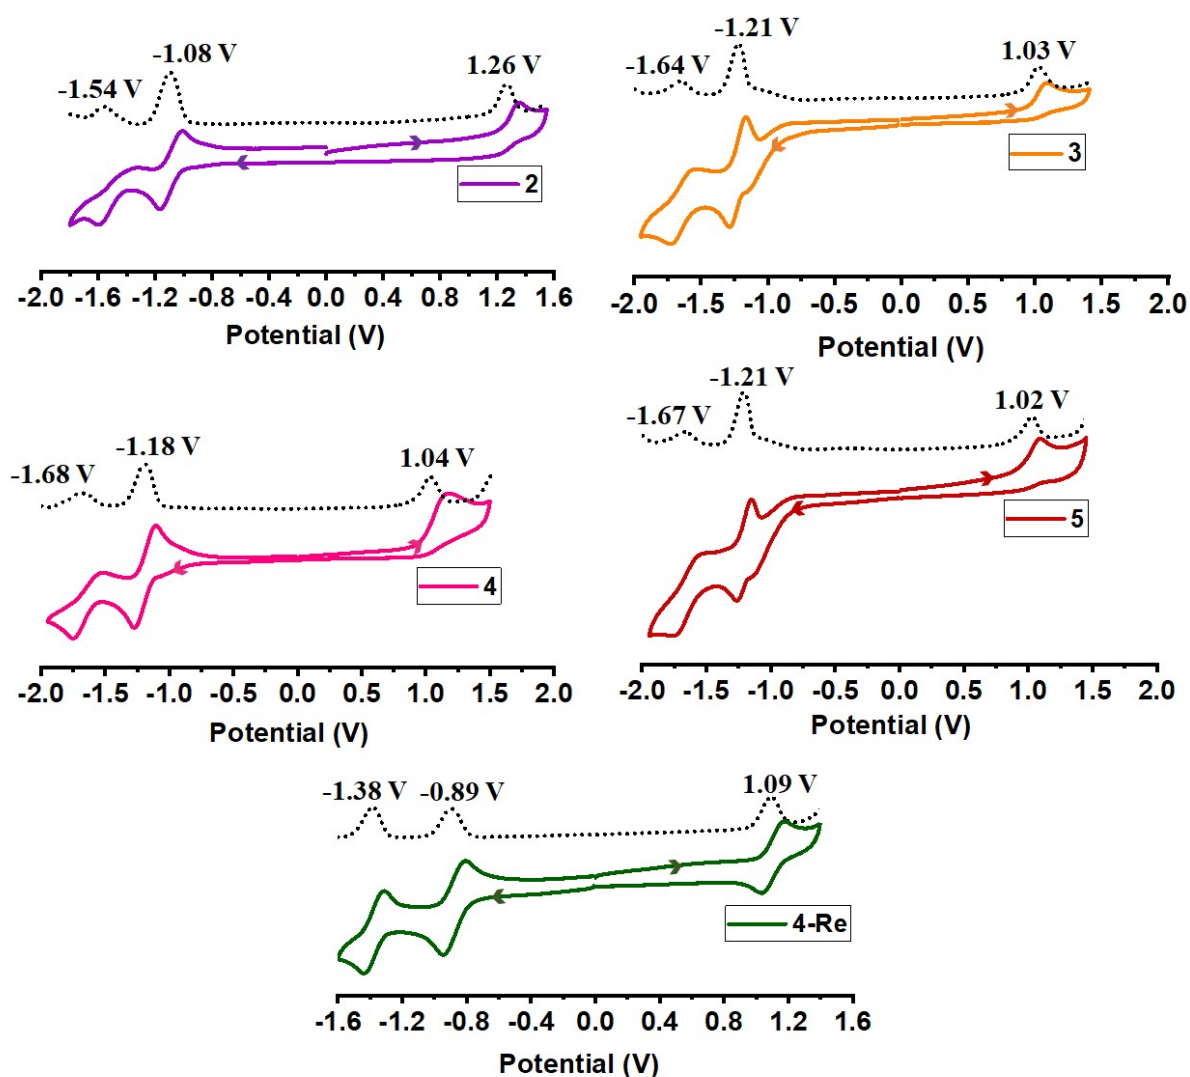 -1.54 V
-1.08 V
1.26 V
2
-2.0 -1.6 -1.2 -0.8 -0.4 0.0 0.4 0.8 1.2 1.6
Potential (V)
-1.64 V
-1.21 V
1.03 V
3
-2.0 -1.5 -1.0 -0.5 0.0 0.5 1.0 1.5 2.0
Potential (V)
-1.68 V
-1.18 V
1.04 V
4
-2.0 -1.5 -1.0 -0.5 0.0 0.5 1.0 1.5 2.0
Potential (V)
-1.67 V
-1.21 V
1.02 V
5
-2.0 -1.5 -1.0 -0.5 0.0 0.5 1.0 1.5 2.0
Potential (V)
-1.38 V
-0.89 V
1.09 V
4-Re
-1.6 -1.2 -0.8 -0.4 0.0 0.4 0.8 1.2 1.6
Potential (V)